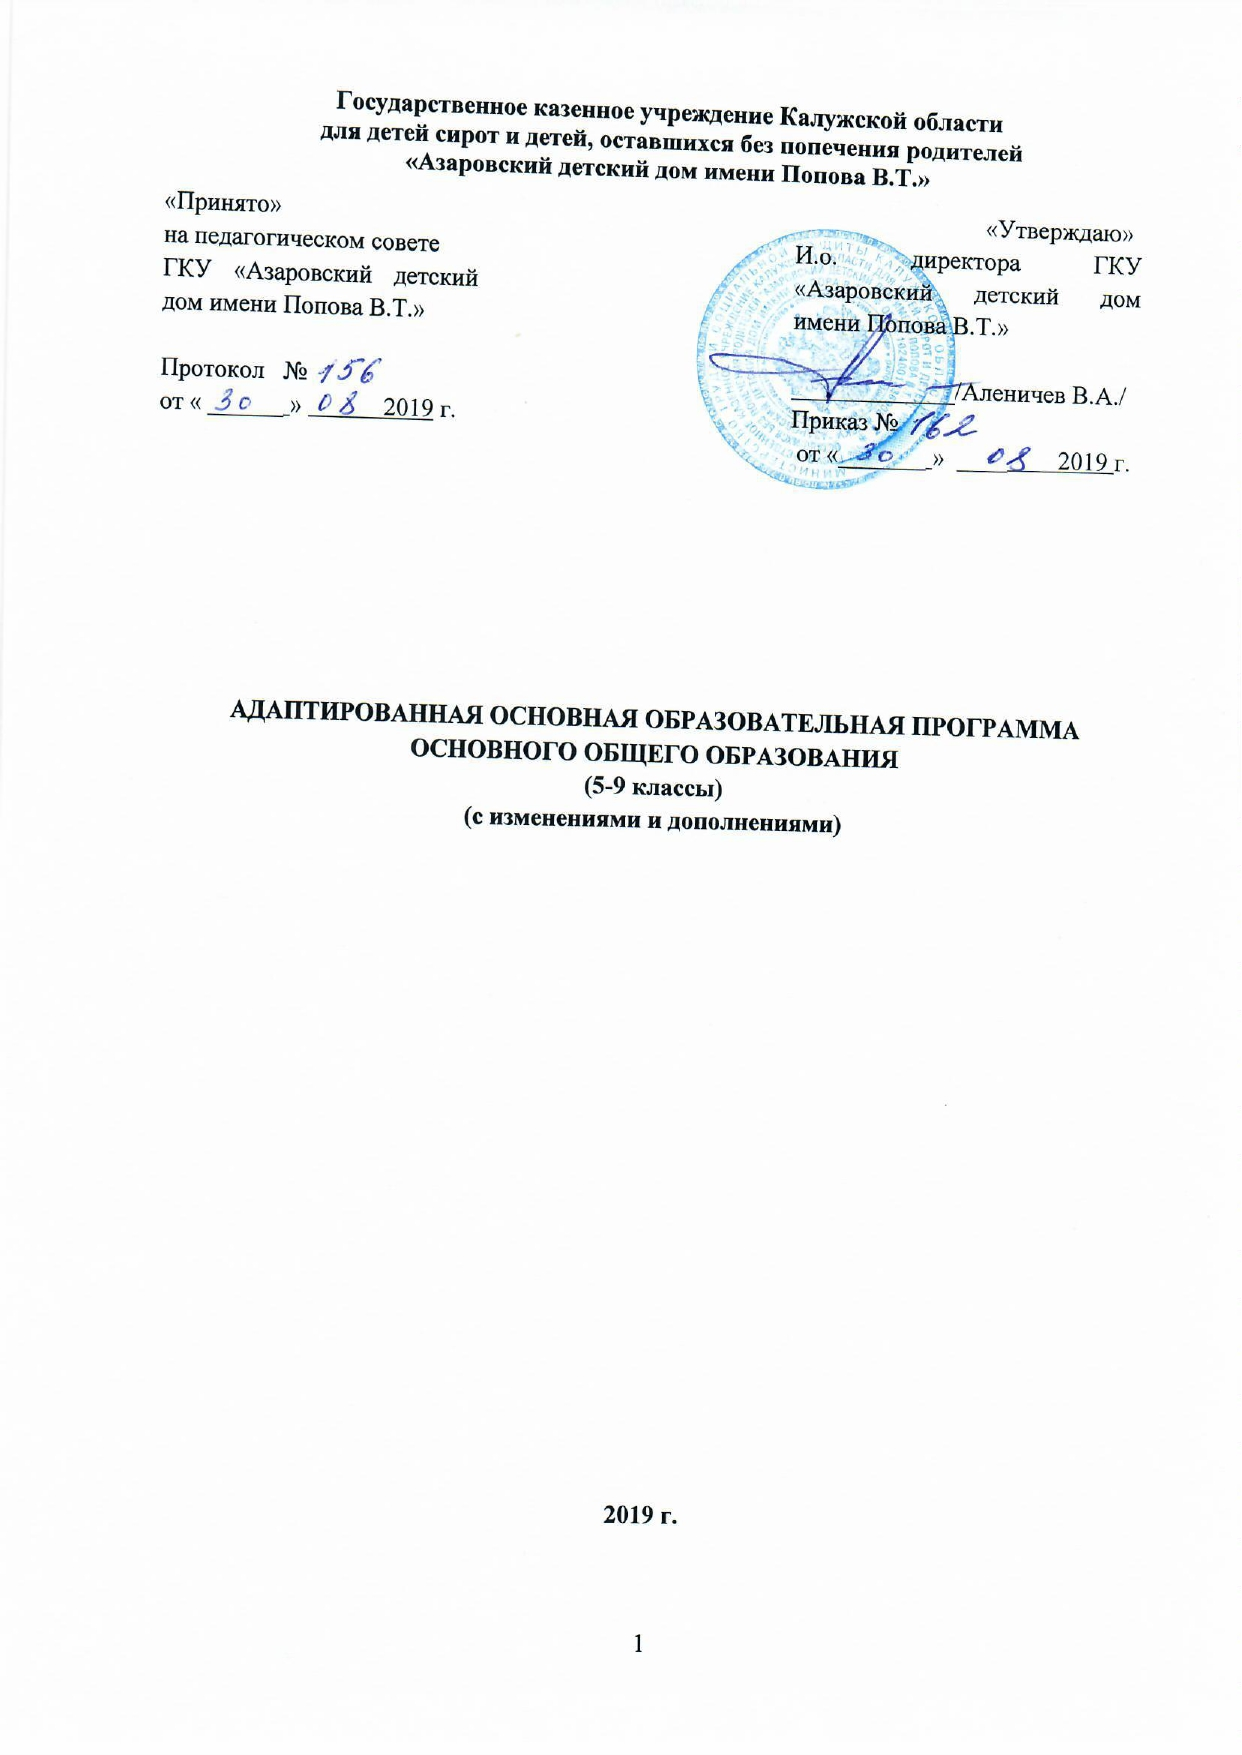 Государственное казенное учреждение Калужской области
для детей сирот и детей, оставшихся без попечения родителей
«Азаровский детский дом имени Попова В.Т.»
«Принято»
на педагогическом совете
ГКУ «Азаровский детский
дом имени Попова В.Т.»
Протокол № 156
от « 30 » 08 2019 г.
«Утверждаю»
И.о. директора ГКУ
«Азаровский детский дом
имени Попова В.Т.»
/Аленичев В.А./
Приказ № 162
от « 30 » 08 2019 г.
АДАПТИРОВАННАЯ ОСНОВНАЯ ОБРАЗОВАТЕЛЬНАЯ ПРОГРАММА
ОСНОВНОГО ОБЩЕГО ОБРАЗОВАНИЯ
(5-9 классы)
(с изменениями и дополнениями)
2019 г.
1